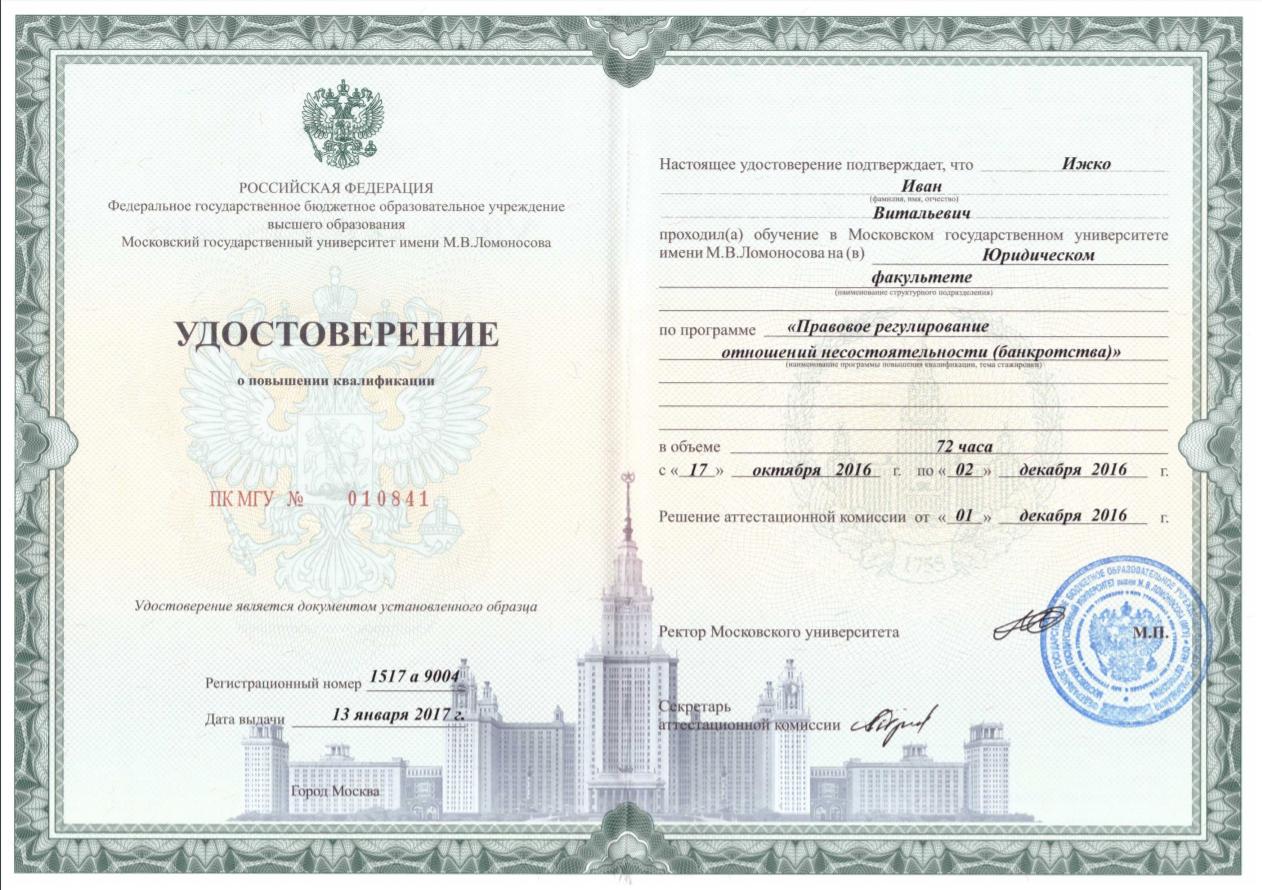 РОССИЙСКАЯ ФЕДЕРАЦИЯ
Федеральное государственное бюджетное образовательное учреждение
высшего образования
Московский государственный университет имени М.В.Ломоносова
УДОСТОВЕРЕНИЕ
о повышении квалификации
ПК МГУ № 010841
Удостоверение является документом установленного образца
Регистрационный номер 1517 а 9004
Дата выдачи 13 января 2017 г.
Город Москва
Настоящее удостоверение подтверждает, что Ижко
Иван
(фамилия, имя, отчество)
Витальевич
проходил(а) обучение в Московском государственном университете
имени М.В.Ломоносова на (в) Юридическом
факультете
(наименование структурного подразделения)
по программе «Правовое регулирование
отношений несостоятельности (банкротства)»
(наименование программы повышения квалификации, тема стажировки)
в объеме 72 часа
с « 17 » октября 2016 г. по « 02 » декабря 2016 г.
Решение аттестационной комиссии от « 01 » декабря 2016 г.
1755
Ректор Московского университета
М.П.
Секретарь
аттестационной комиссии